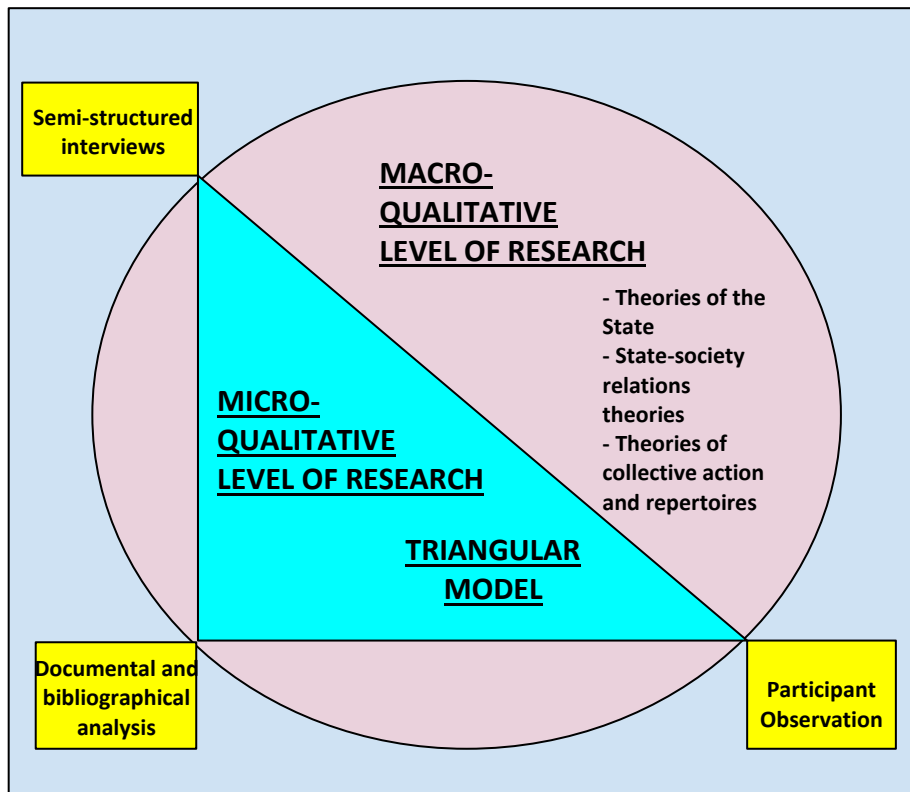 Semi-structured
interviews
MACRO-
QUALITATIVE
LEVEL OF RESEARCH
- Theories of the
State
- State-society
relations
theories
- Theories of
collective action
and repertoires
MICRO-
QUALITATIVE
LEVEL OF RESEARCH
TRIANGULAR
MODEL
Documental and
bibliographical
analysis
Participant
Observation